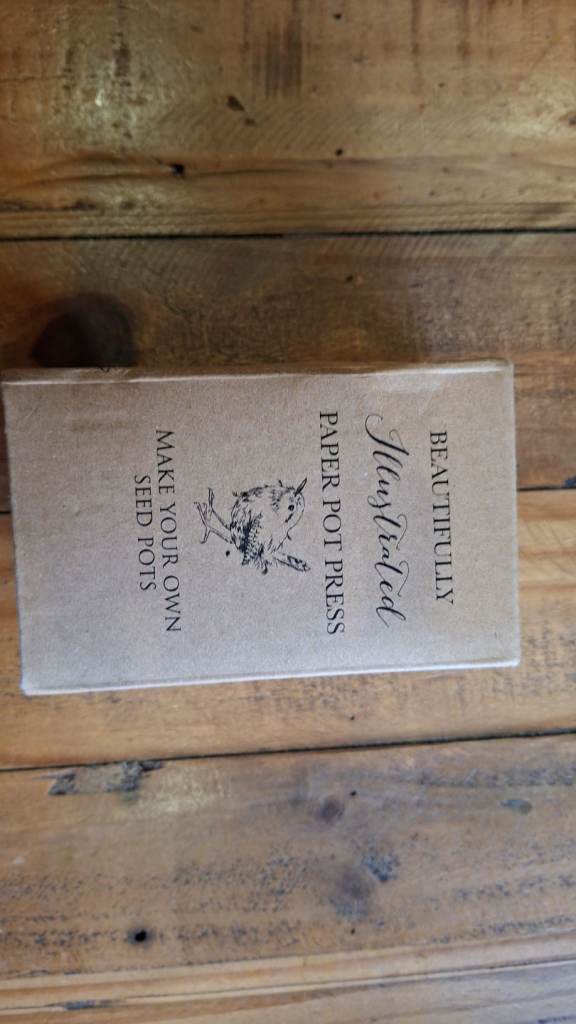 BEAUTIFULLY
Illustrated
PAPER POT PRESS
MAKE YOUR OWN
SEED POTS